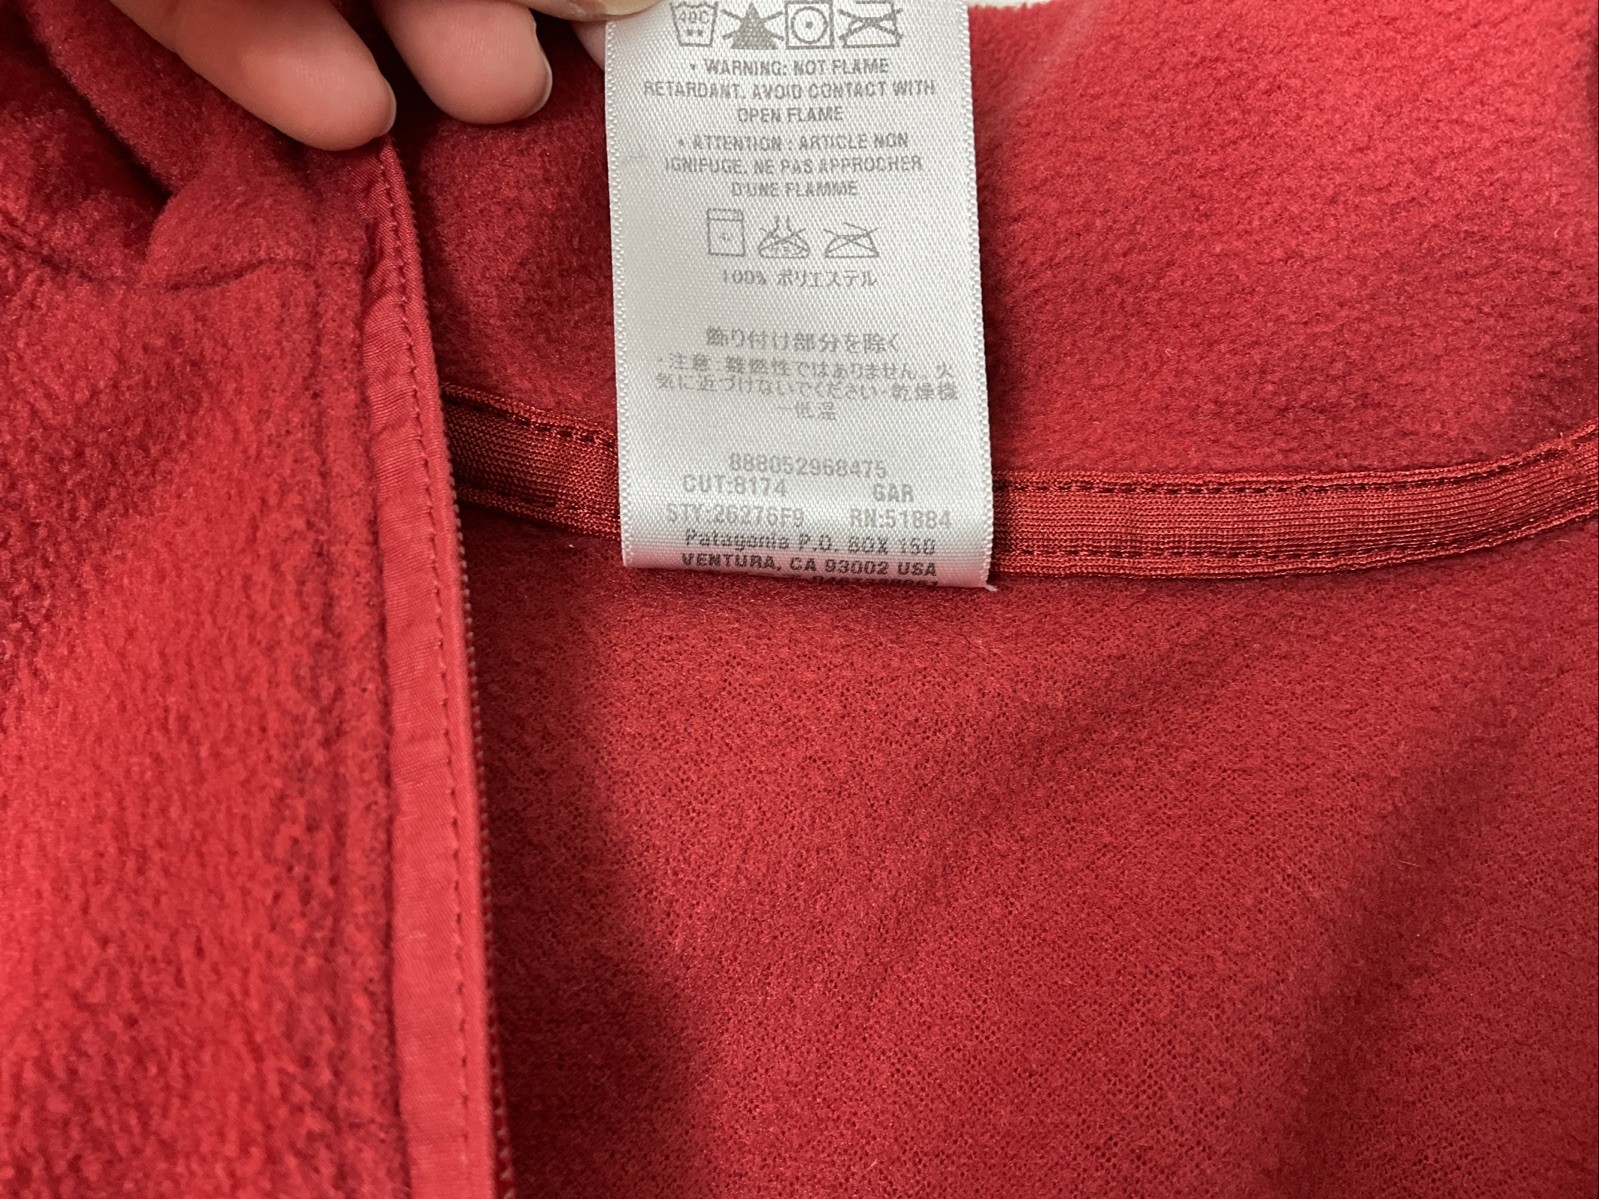 40C
• WARNING: NOT FLAME
RETARDANT. AVOID CONTACT WITH
OPEN FLAME
• ATTENTION : ARTICLE NON
IGNIFUGE. NE PAS APPROCHER
D'UNE FLAMME
100% ポリエステル
飾り付け部分を除く
・注意：難燃性ではありません。火
気に近づけないでください・乾燥機
ー低温
888052968475
CUT:8174 GAR
STY:26276F9 RN:51884
Patagonia P.O. BOX 150
VENTURA, CA 93002 USA